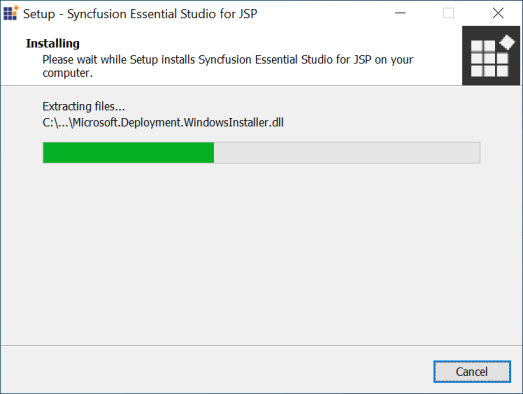 Setup - Syncfusion Essential Studio for JSP
Installing
Please wait while Setup installs Syncfusion Essential Studio for JSP on your
computer.
Extracting files...
C:\...\Microsoft.Deployment.WindowsInstaller.dll
Cancel